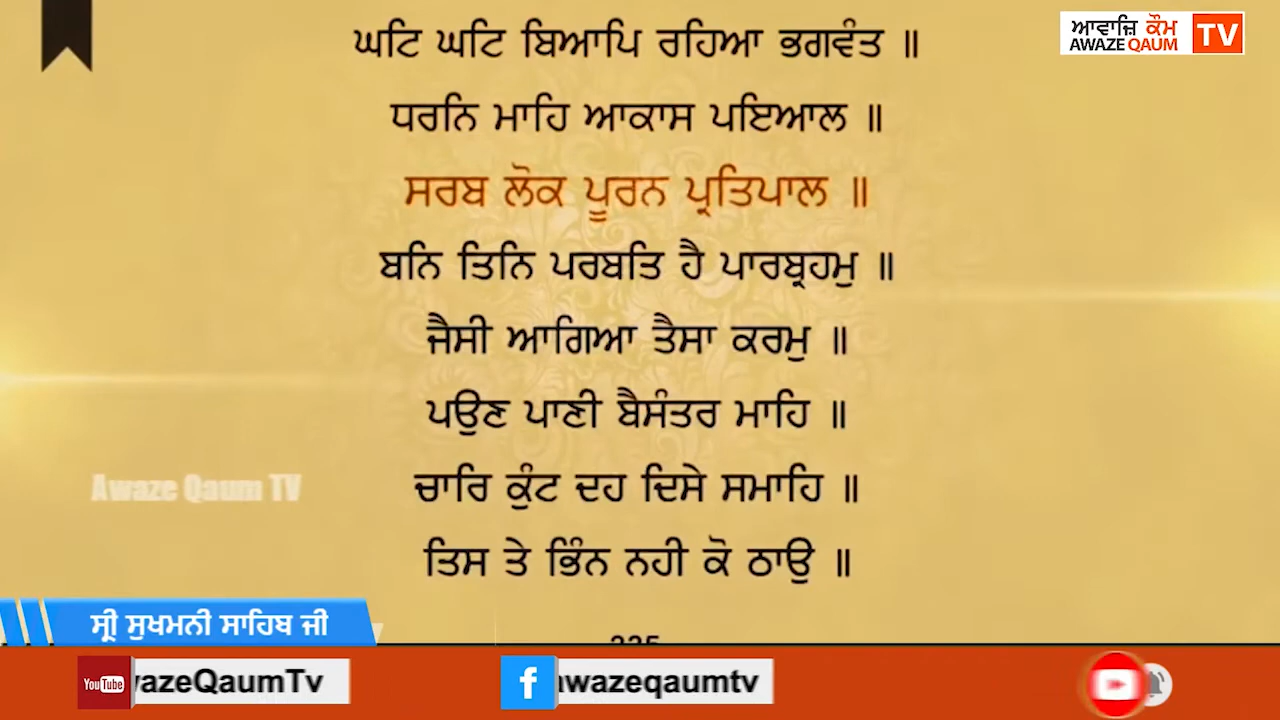 ਘਟਿ ਘਟਿ ਬਿਆਪਿ ਰਹਿਆ ਭਗਵੰਤ ॥
ਆਵਾਜ਼ਿ ਕੌਮ
AWAZE QAUM TV
ਧਰਨਿ ਮਾਹਿ ਆਕਾਸ ਪਇਆਲ ॥
ਸਰਬ ਲੋਕ ਪੂਰਨ ਪ੍ਰਤਿਪਾਲ ॥
ਬਨਿ ਤਿਨਿ ਪਰਬਤਿ ਹੈ ਪਾਰਬ੍ਰਹਮੁ ॥
ਜੈਸੀ ਆਗਿਆ ਤੈਸਾ ਕਰਮੁ ॥
ਪਉਣ ਪਾਣੀ ਬੈਸੰਤਰ ਮਾਹਿ ॥
Awaze Qaum TV
ਚਾਰਿ ਕੁੰਟ ਦਹ ਦਿਸੇ ਸਮਾਹਿ ॥
ਤਿਸ ਤੇ ਭਿੰਨ ਨਹੀ ਕੋ ਠਾਉ ॥
ਸ੍ਰੀ ਸੁਖਮਨੀ ਸਾਹਿਬ ਜੀ
YouTube azeQaumTv
f wazeqaumtv